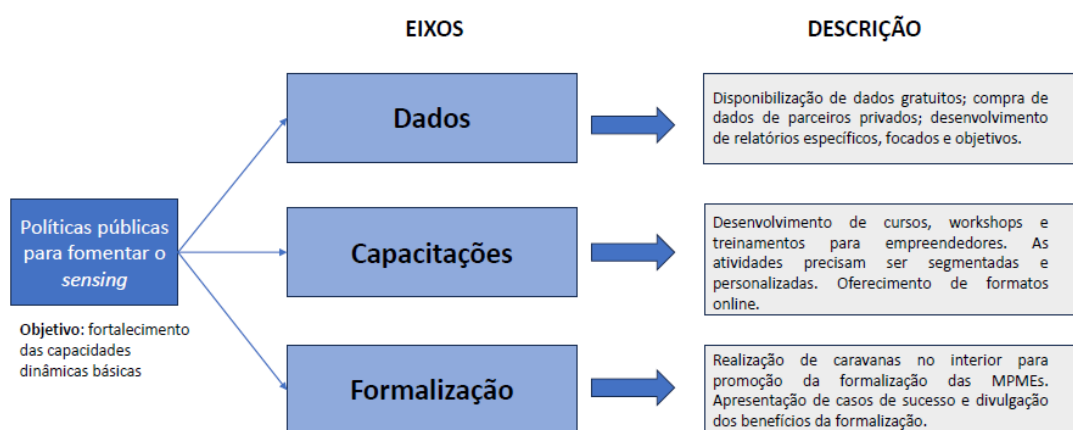 EIXOS
DESCRIÇÃO
Dados
Disponibilização de dados gratuitos; compra de
dados de parceiros privados; desenvolvimento
de relatórios específicos, focados e objetivos.
Políticas públicas
para fomentar o
sensing
Objetivo: fortalecimento
das capacidades
dinâmicas básicas
Capacitações
Desenvolvimento de cursos, workshops e
treinamentos para empreendedores. As
atividades precisam ser segmentadas e
personalizadas. Oferecimento de formatos
online.
Formalização
Realização de caravanas no interior para
promoção da formalização das MPMEs.
Apresentação de casos de sucesso e divulgação
dos benefícios da formalização.